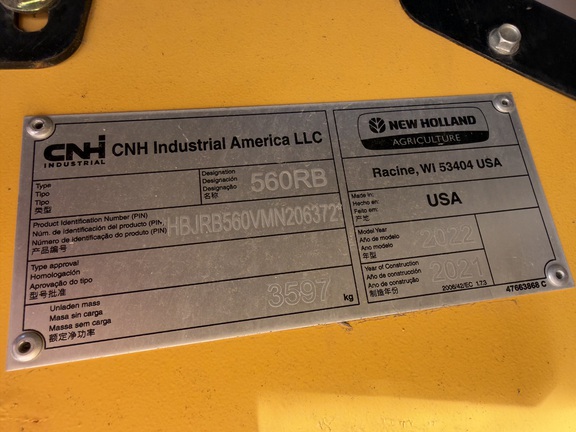 CNH
INDUSTRIAL
CNH Industrial America LLC
Type
Tipo
Tipo
类型
Designation
Designación
Designação
名称
560RB
Product Identification Number (PIN)
Núm. de identificación del producto (PIN)
Número de identificação do produto (PIN)
产品编号
Type approval
Homologación
Aprovação do tipo
型号批准
Unladen mass
Masa sin carga
Massa sem carga
额定净功率
3597
kg
NEW HOLLAND
AGRICULTURE
Racine, WI 53404 USA
Made in:
Hecho en
Feito em:
产地
USA
Model Year
Año de modelo
Ano de modelo
年型
2022
Year of Construction
Año de construcción
Ano de construção
制造年份
2021
2006/42/EC 1.73
47663868 C